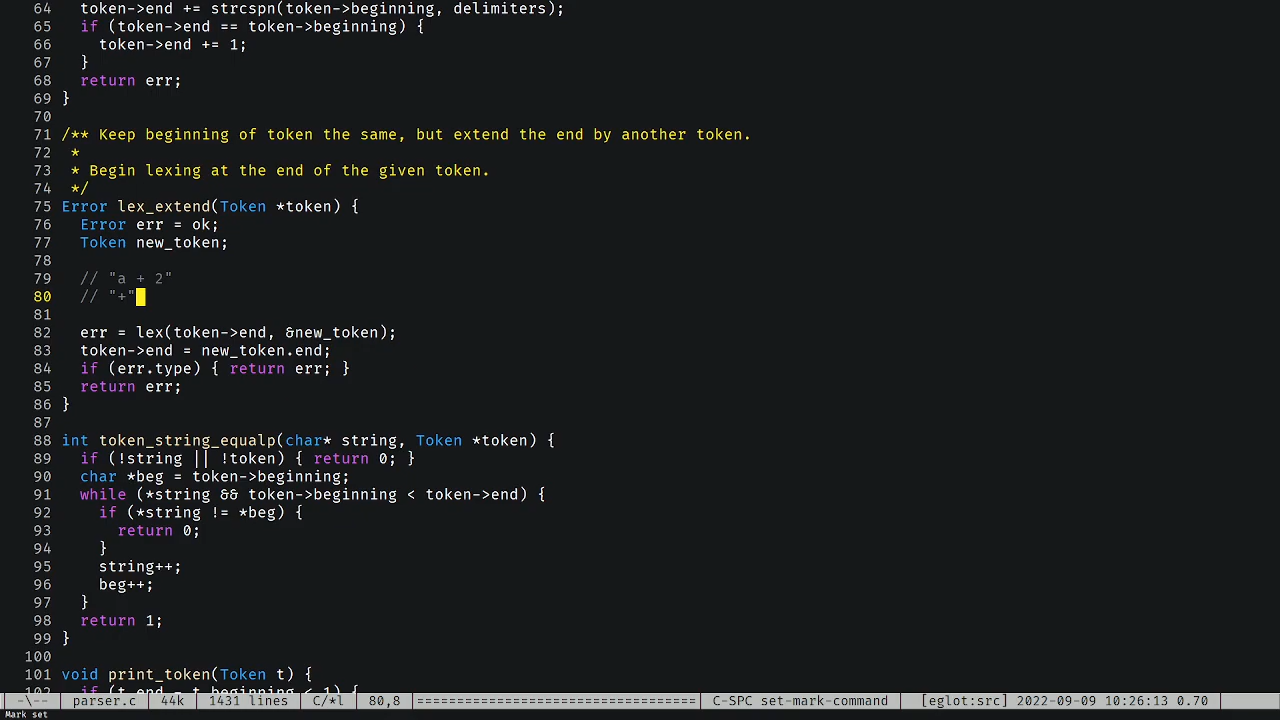 64 token->end += strcspn(token->beginning, delimiters);
65 if (token->end == token->beginning) {
66 token->end += 1;
67 }
68 return err;
69 }
70
71 /** Keep beginning of token the same, but extend the end by another token.
72 *
73 * Begin lexing at the end of the given token.
74 */
75 Error lex_extend(Token *token) {
76 Error err = ok;
77 Token new_token;
78
79 // "a + 2"
80 // "+"
81
82 err = lex(token->end, &new_token);
83 token->end = new_token.end;
84 if (err.type) { return err; }
85 return err;
86 }
87
88 int token_string_equalp(char* string, Token *token) {
89 if (!string || !token) { return 0; }
90 char *beg = token->beginning;
91 while (*string && token->beginning < token->end) {
92 if (*string != *beg) {
93 return 0;
94 }
95 string++;
96 beg++;
97 }
98 return 1;
99 }
100
101 void print_token(Token t) {
102 if (t.end - t.beginning < 1) {
-\-- parser.c 44k 1431 lines C/*l 80,8 ============================== C-SPC set-mark-command [eglot:src] 2022-09-09 10:26:13 0.70
Mark set